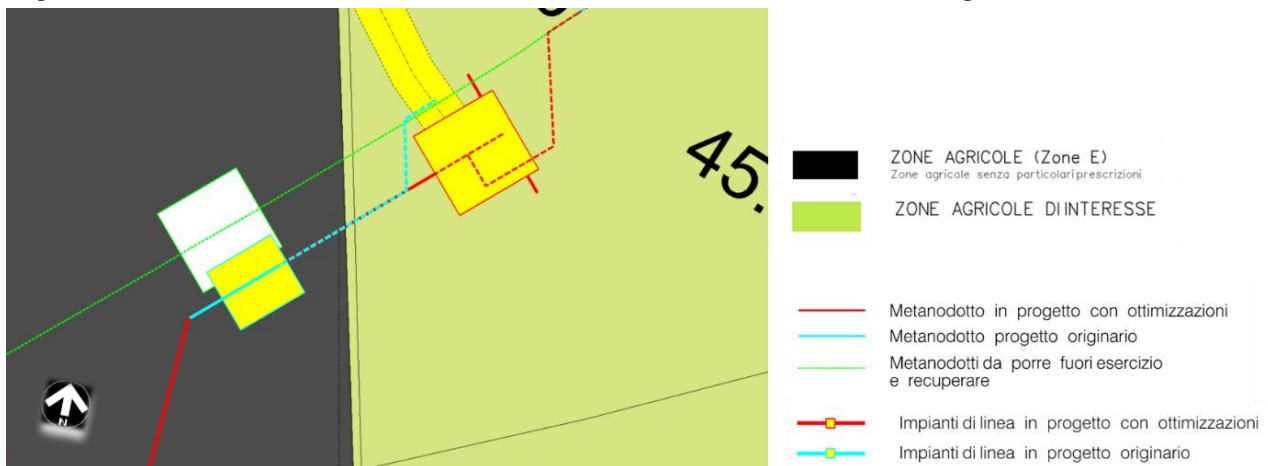 45.
N
ZONE AGRICOLE (Zone E)
Zone agricole senza particolari prescrizioni
ZONE AGRICOLE DI INTERESSE
Metanodotto in progetto con ottimizzazioni
Metanodotto progetto originario
Metanodotti da porre fuori esercizio
e recuperare
Impianti di linea in progetto con ottimizzazioni
Impianti di linea in progetto originario